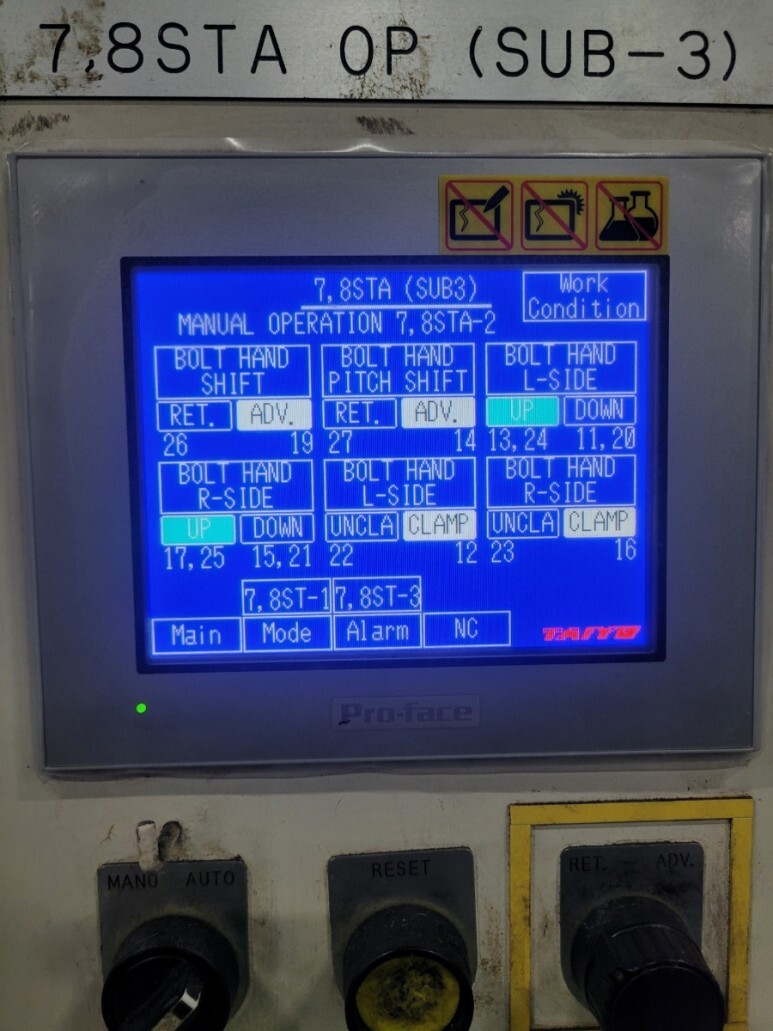 7,8STA OP (SUB-3)
7,8STA (SUB3)
Work
Condition
MANUAL OPERATION 7,8STA-2
BOLT HAND
SHIFT
BOLT HAND
PITCH SHIFT
BOLT HAND
L-SIDE
RET. ADV. RET. ADV. UP DOWN
26 19 27 14 13,24 11,20
BOLT HAND
R-SIDE
BOLT HAND
L-SIDE
BOLT HAND
R-SIDE
UP DOWN UNCLA CLAMP UNCLA CLAMP
17,25 15,21 22 12 23 16
7,8ST-1 7,8ST-3
Main Mode Alarm NC TAIYO
Pro-face
MANU AUTO
RESET
RET. ADV.